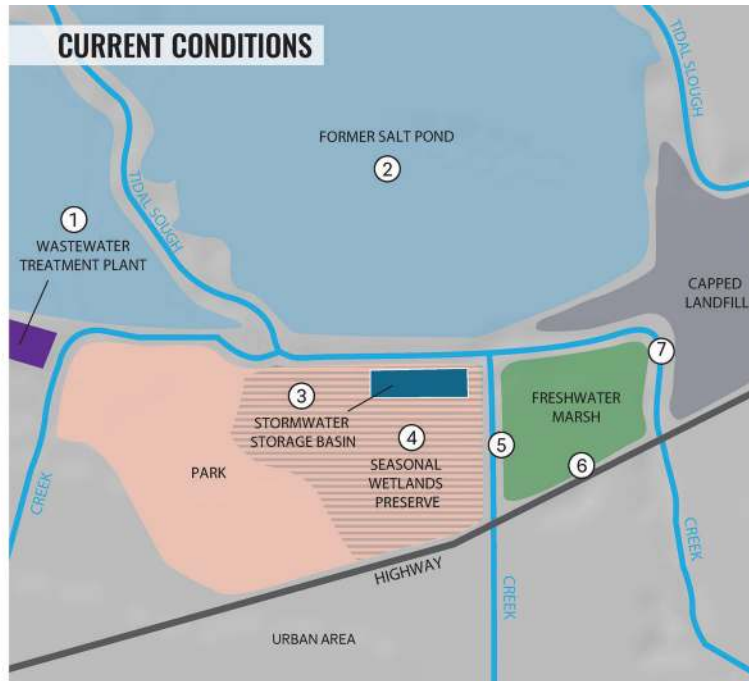 CURRENT CONDITIONS
TIDAL SLOUGH
FORMER SALT POND
2
TIDAL SOUGH
1
WASTEWATER
TREATMENT PLANT
CAPPED
LANDFILL
7
3
STORMWATER
STORAGE BASIN
FRESHWATER
MARSH
4
SEASONAL
WETLANDS
PRESERVE
5
6
PARK
CREEK
HIGHWAY
CREEK
CREEK
URBAN AREA